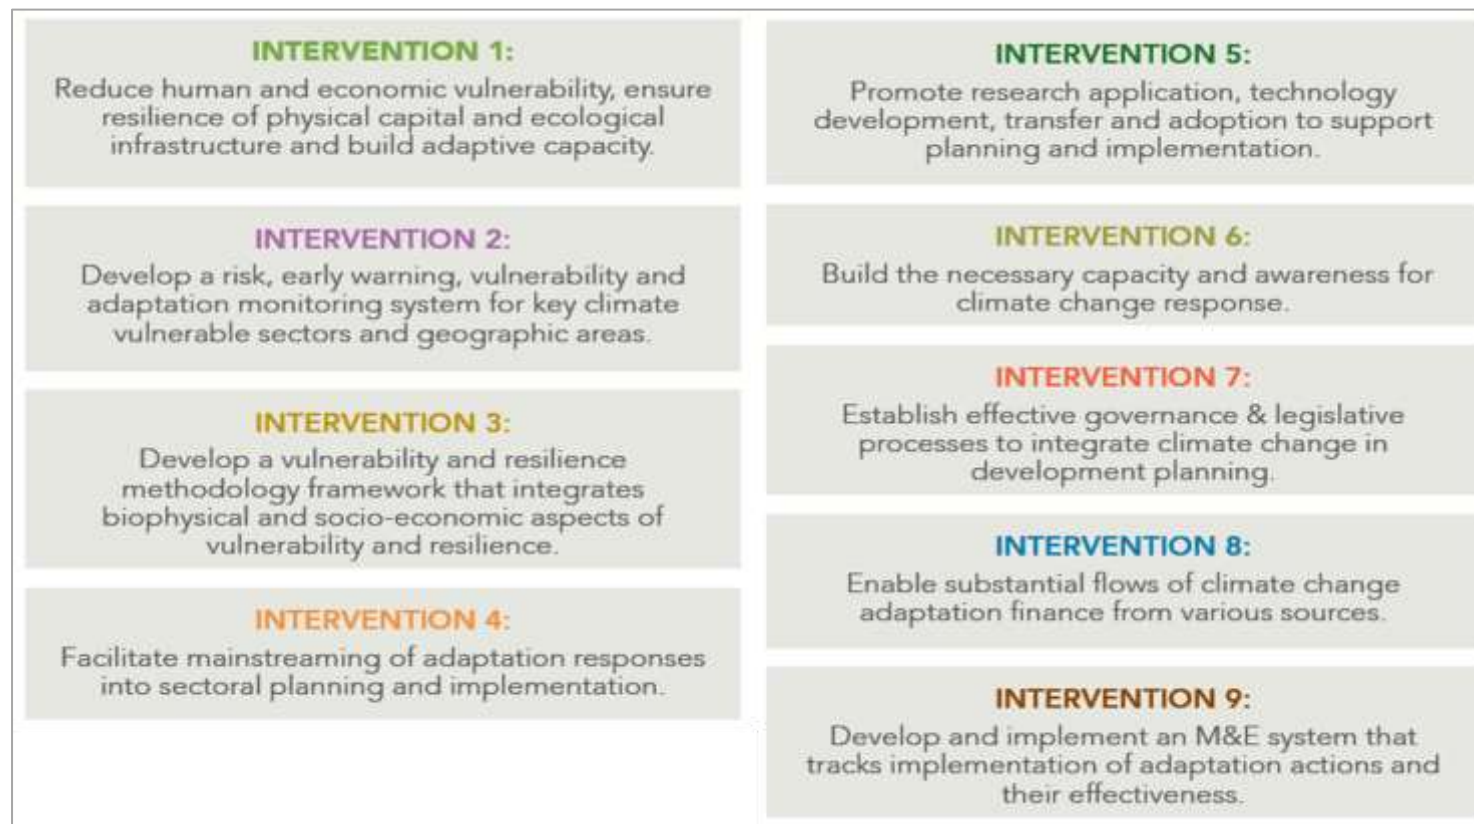 INTERVENTION 1:
Reduce human and economic vulnerability, ensure
resilience of physical capital and ecological
infrastructure and build adaptive capacity.
INTERVENTION 2:
Develop a risk, early warning, vulnerability and
adaptation monitoring system for key climate
vulnerable sectors and geographic areas.
INTERVENTION 3:
Develop a vulnerability and resilience
methodology framework that integrates
biophysical and socio-economic aspects of
vulnerability and resilience.
INTERVENTION 4:
Facilitate mainstreaming of adaptation responses
into sectoral planning and implementation.
INTERVENTION 5:
Promote research application, technology
development, transfer and adoption to support
planning and implementation.
INTERVENTION 6:
Build the necessary capacity and awareness for
climate change response.
INTERVENTION 7:
Establish effective governance & legislative
processes to integrate climate change in
development planning.
INTERVENTION 8:
Enable substantial flows of climate change
adaptation finance from various sources.
INTERVENTION 9:
Develop and implement an M&E system that
tracks implementation of adaptation actions and
their effectiveness.